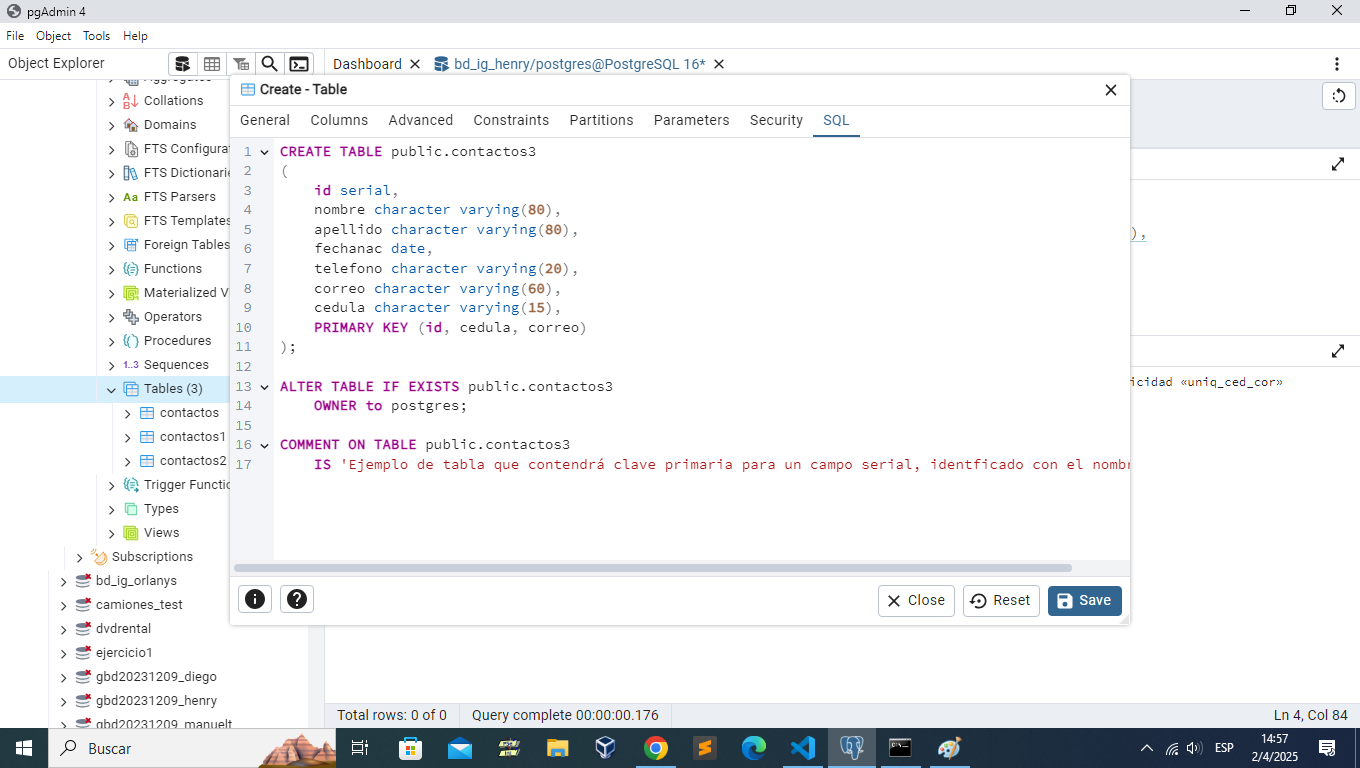 pgAdmin 4
File Object Tools Help
Object Explorer
Dashboard
bd_ig_henry/postgres@PostgreSQL 16*
Aggregates
Collations
Domains
FTS Configura
FTS Dictionarie
FTS Parsers
FTS Templates
Foreign Tables
Functions
Materialized V
Operators
Procedures
1..3 Sequences
Tables (3)
contactos
contactos1
contactos2
Trigger Functio
Types
Views
Subscriptions
bd_ig_orlanys
camiones_test
dvdrental
ejercicio1
gbd20231209_diego
gbd20231209_henry
gbd20231209_manuelt
Create - Table
General Columns Advanced Constraints Partitions Parameters Security SQL
1 CREATE TABLE public.contactos3
2 (
3 id serial,
4 nombre character varying(80),
5 apellido character varying(80),
6 fechanac date,
7 telefono character varying(20),
8 correo character varying(60),
9 cedula character varying(15),
10 PRIMARY KEY (id, cedula, correo)
11 );
12
13 ALTER TABLE IF EXISTS public.contactos3
14 OWNER to postgres;
15
16 COMMENT ON TABLE public.contactos3
17 IS 'Ejemplo de tabla que contendrá clave primaria para un campo serial, identficado con el nombr
),
icidad «uniq_ced_cor»
Close Reset Save
Total rows: 0 of 0
Query complete 00:00:00.176
Ln 4, Col 84
Buscar
ESP
14:57
2/4/2025